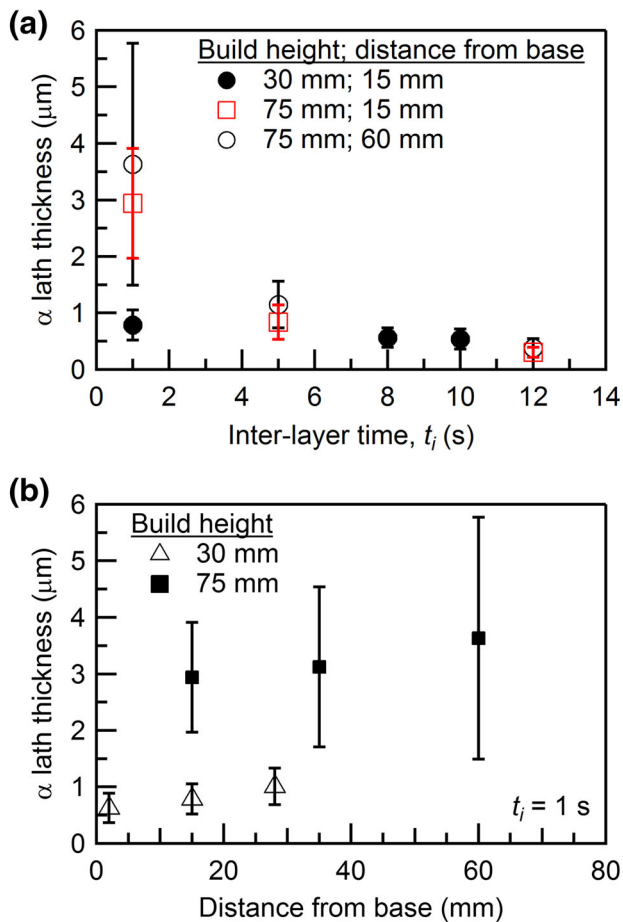 (a)
6
5
4
3
2
1
0
α lath thickness (μm)
Build height; distance from base
30 mm; 15 mm
75 mm; 15 mm
75 mm; 60 mm
0 2 4 6 8 10 12 14
Inter-layer time, tᵢ (s)
(b)
6
5
4
3
2
1
0
α lath thickness (μm)
Build height
30 mm
75 mm
tᵢ = 1 s
0 20 40 60 80
Distance from base (mm)